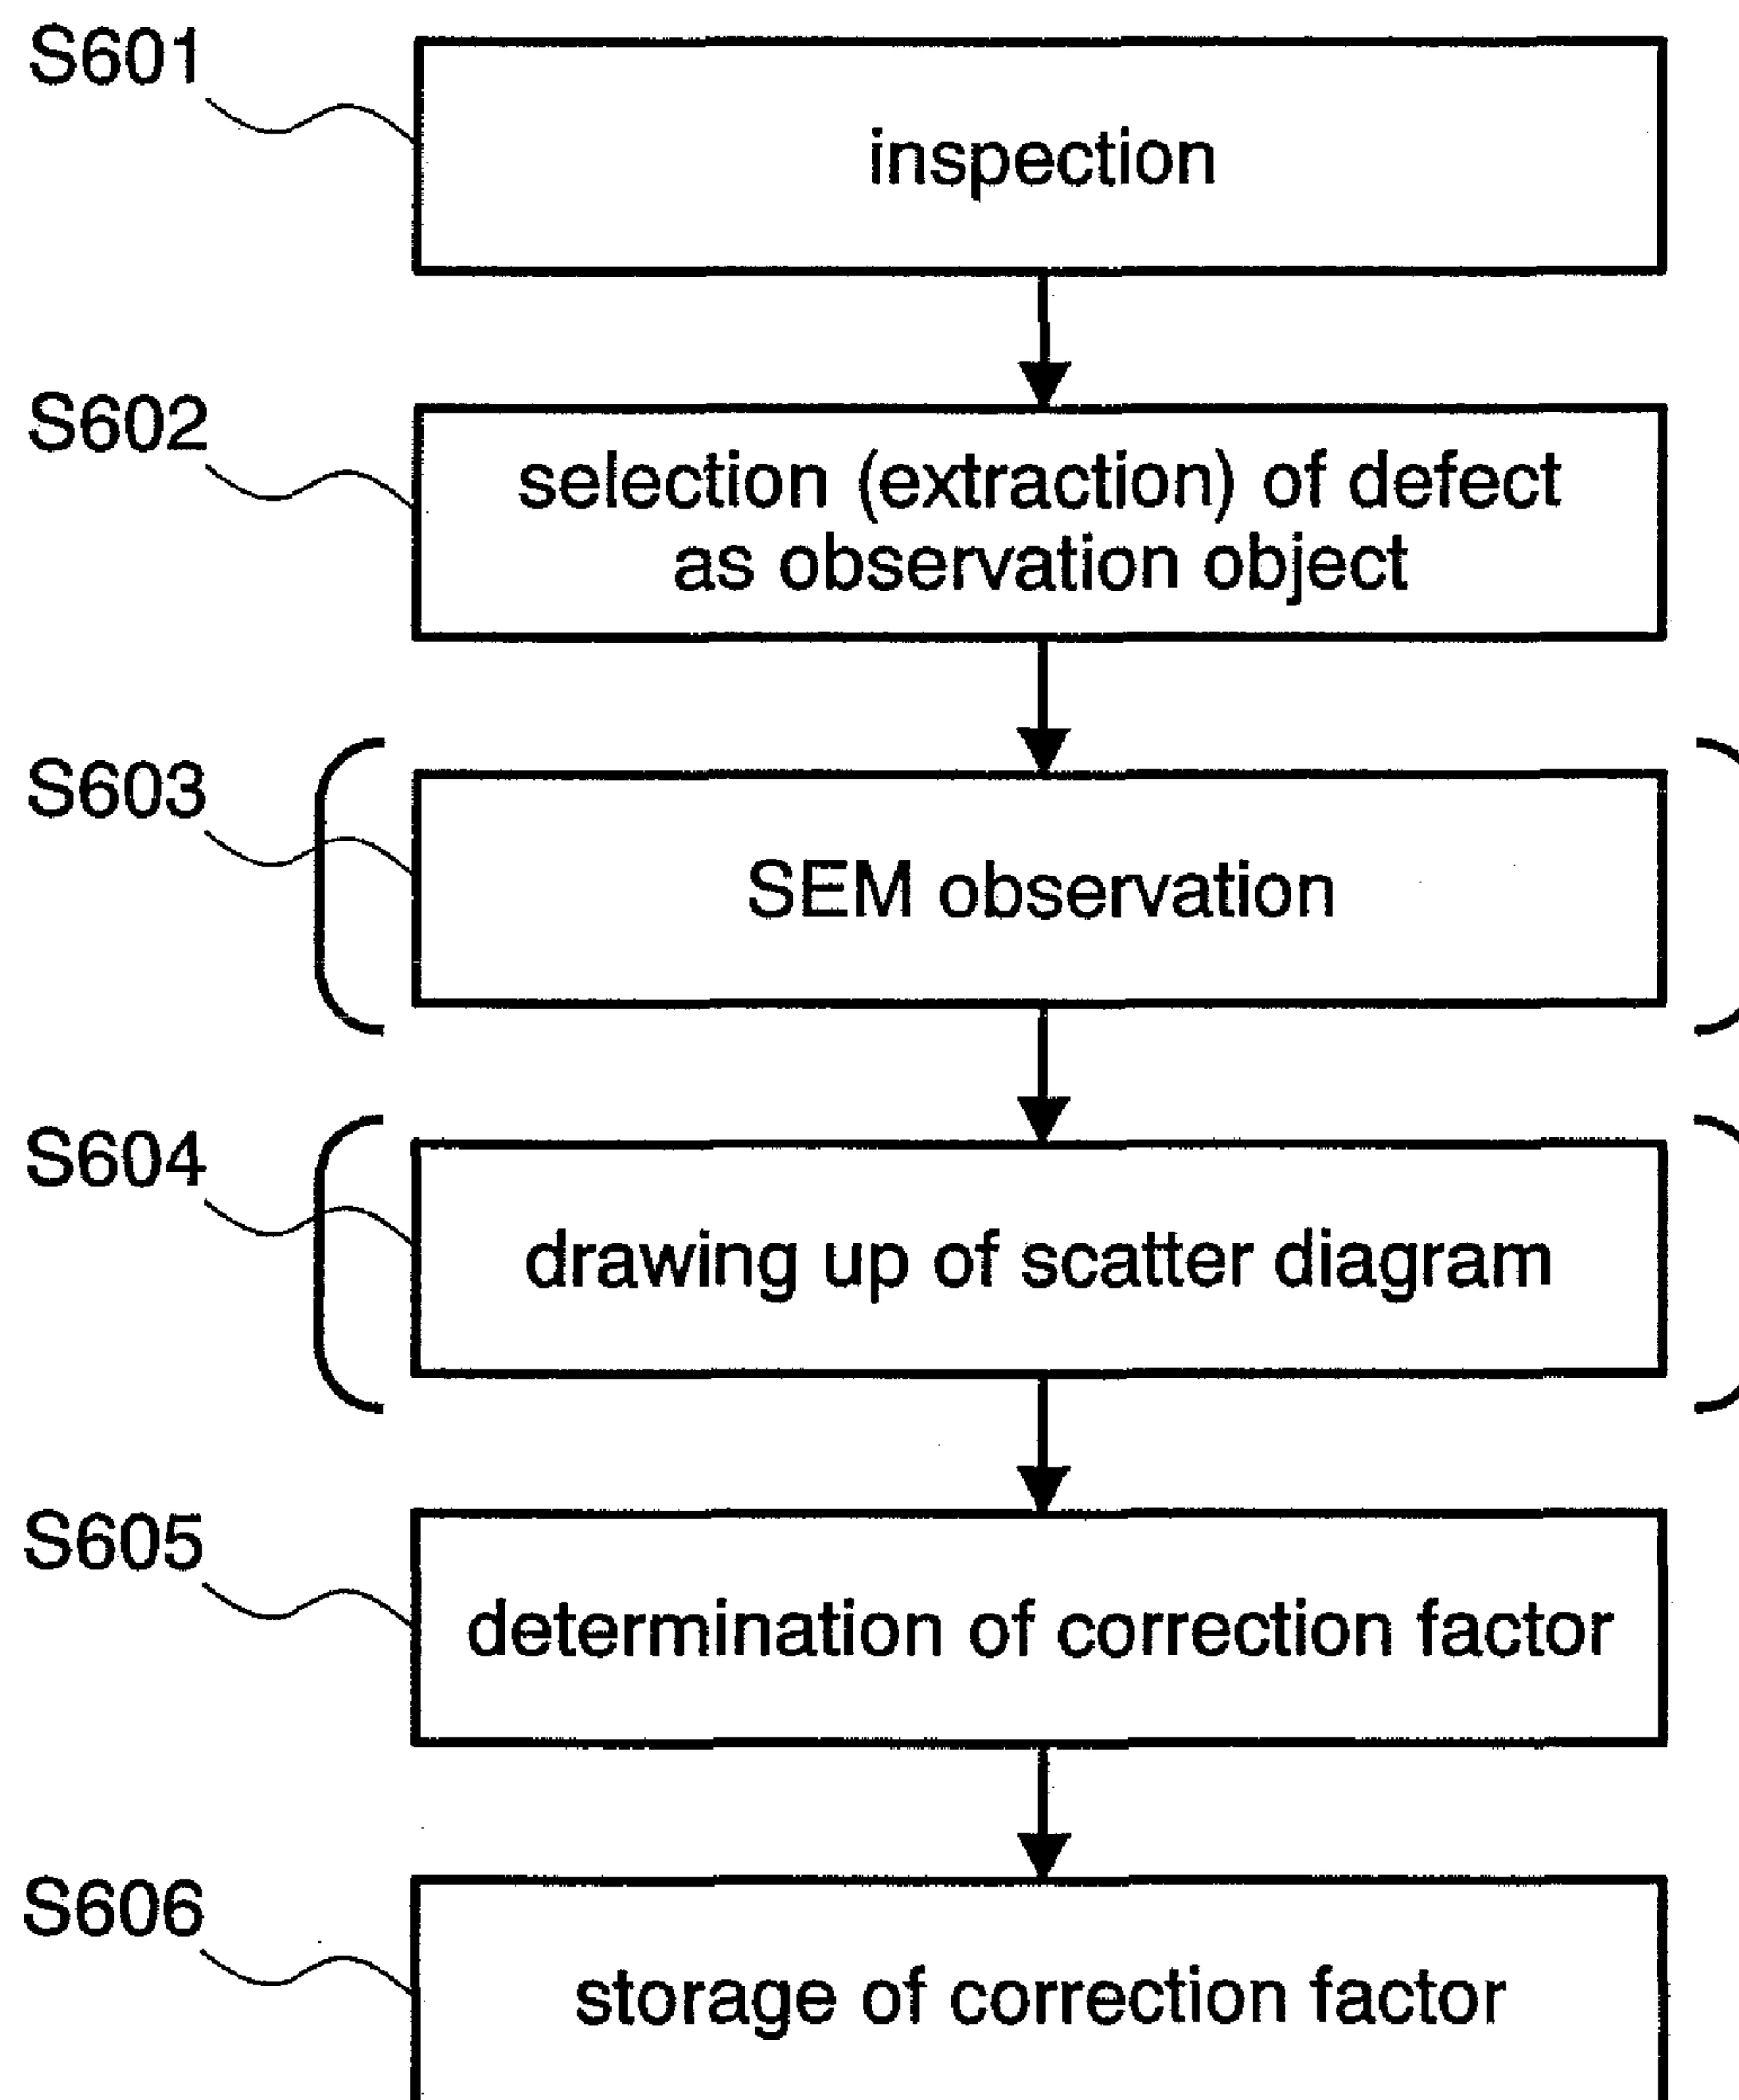 S601
inspection
S602
selection (extraction) of defect
as observation object
S603
SEM observation
S604
drawing up of scatter diagram
S605
determination of correction factor
S606
storage of correction factor